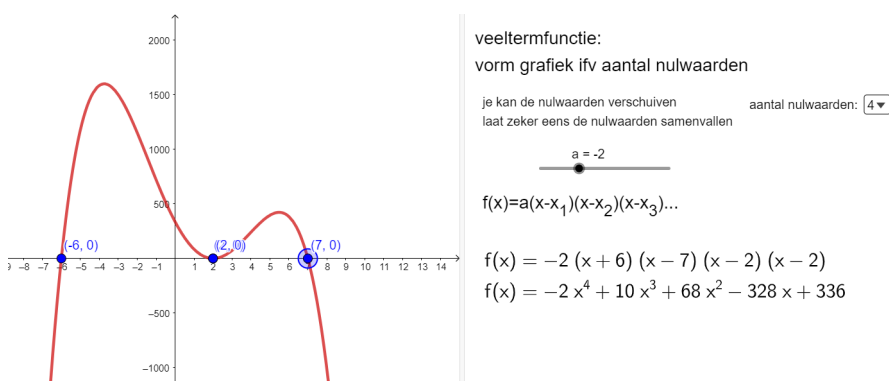 2000
1500
1000
500
−500
−1000
(-6, 0)
(2, 0)
(7, 0)
9 −8 −7 −6 −5 −4 −3 −2 −1 1 2 3 4 5 6 7 8 9 10 11 12 13 14
veeltermfunctie:
vorm grafiek ifv aantal nulwaarden
je kan de nulwaarden verschuiven
laat zeker eens de nulwaarden samenvallen
aantal nulwaarden: 4
a = -2
f(x)=a(x-x₁)(x-x₂)(x-x₃)...
f(x) = −2 (x + 6) (x − 7) (x − 2) (x − 2)
f(x) = −2 x⁴ + 10 x³ + 68 x² − 328 x + 336